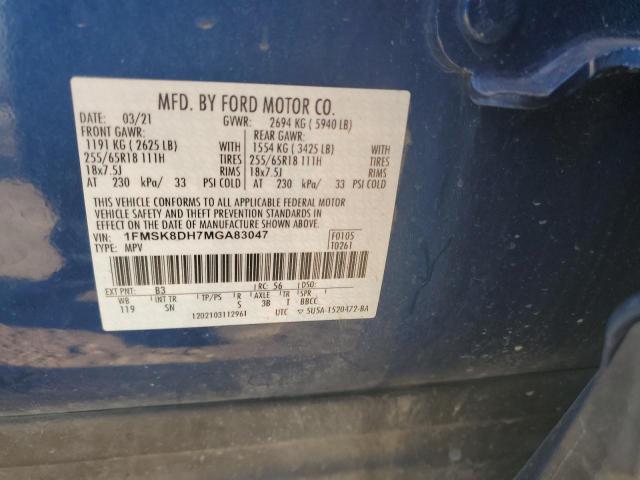 MFD. BY FORD MOTOR CO.
DATE: 03/21 GVWR: 2694 KG ( 5940 LB)
FRONT GAWR: REAR GAWR:
1191 KG ( 2625 LB) WITH 1554 KG ( 3425 LB) WITH
255/65R18 111H TIRES 255/65R18 111H TIRES
18x7.5J RIMS 18x7.5J RIMS
AT 230 kPa/ 33 PSI COLD AT 230 kPa/ 33 PSI COLD
THIS VEHICLE CONFORMS TO ALL APPLICABLE FEDERAL MOTOR
VEHICLE SAFETY AND THEFT PREVENTION STANDARDS IN
EFFECT ON THE DATE OF MANUFACTURE SHOWN ABOVE.
VIN: 1FMSK8DH7MGA83047 F0105
TYPE: MPV T0261
EXT PNT: B3 RC: 56 DSO:
WB INT TR TP/PS R AXLE TR SPR
119 SN S 3B T BBCC
1202103112961 UTC ▽ 5U5A-1520472-BA